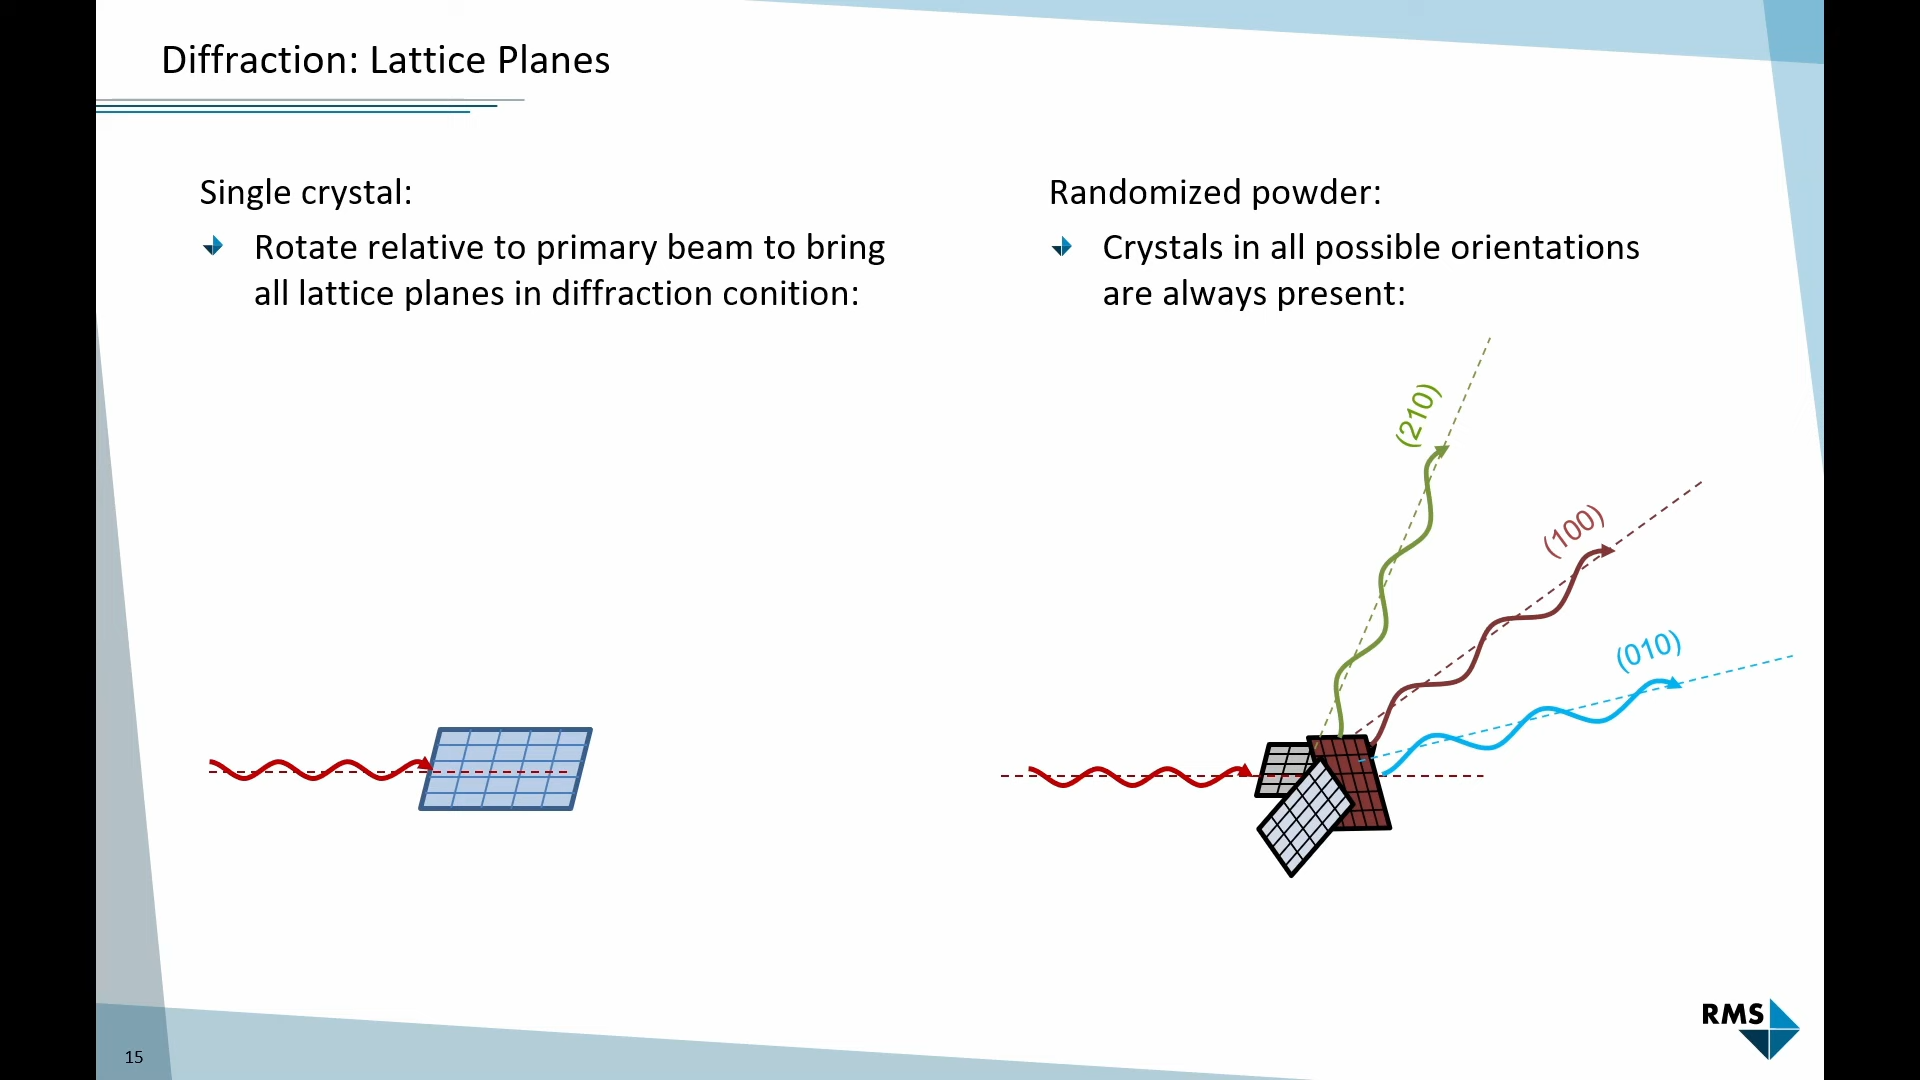 Diffraction: Lattice Planes
Single crystal:
Rotate relative to primary beam to bring
all lattice planes in diffraction conition:
Randomized powder:
Crystals in all possible orientations
are always present:
(210)
(100)
(010)
RMS
15